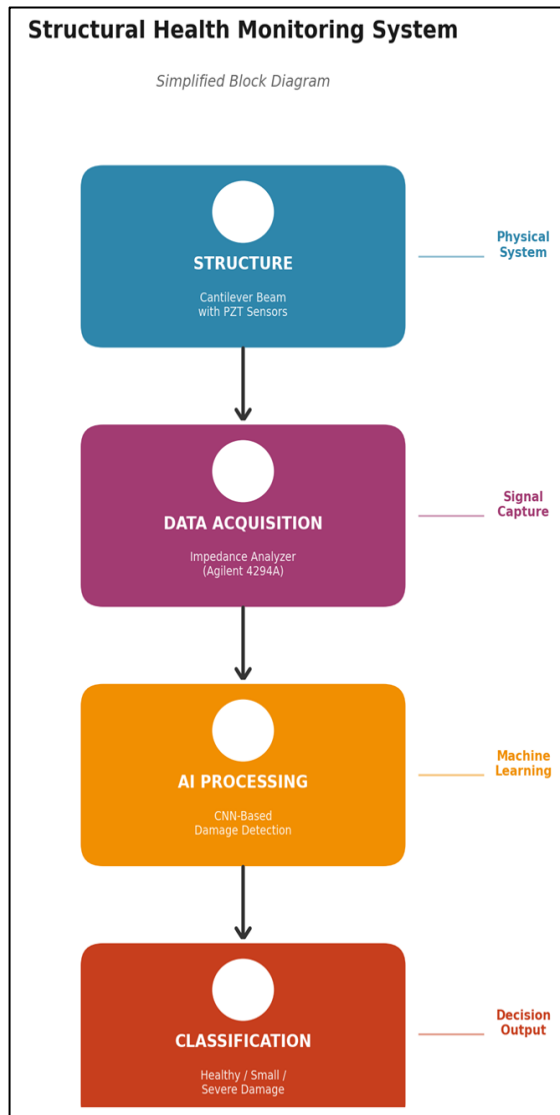 Structural Health Monitoring System
Simplified Block Diagram
STRUCTURE
Cantilever Beam
with PZT Sensors
Physical
System
DATA ACQUISITION
Impedance Analyzer
(Agilent 4294A)
Signal
Capture
AI PROCESSING
CNN-Based
Damage Detection
Machine
Learning
CLASSIFICATION
Healthy / Small /
Severe Damage
Decision
Output